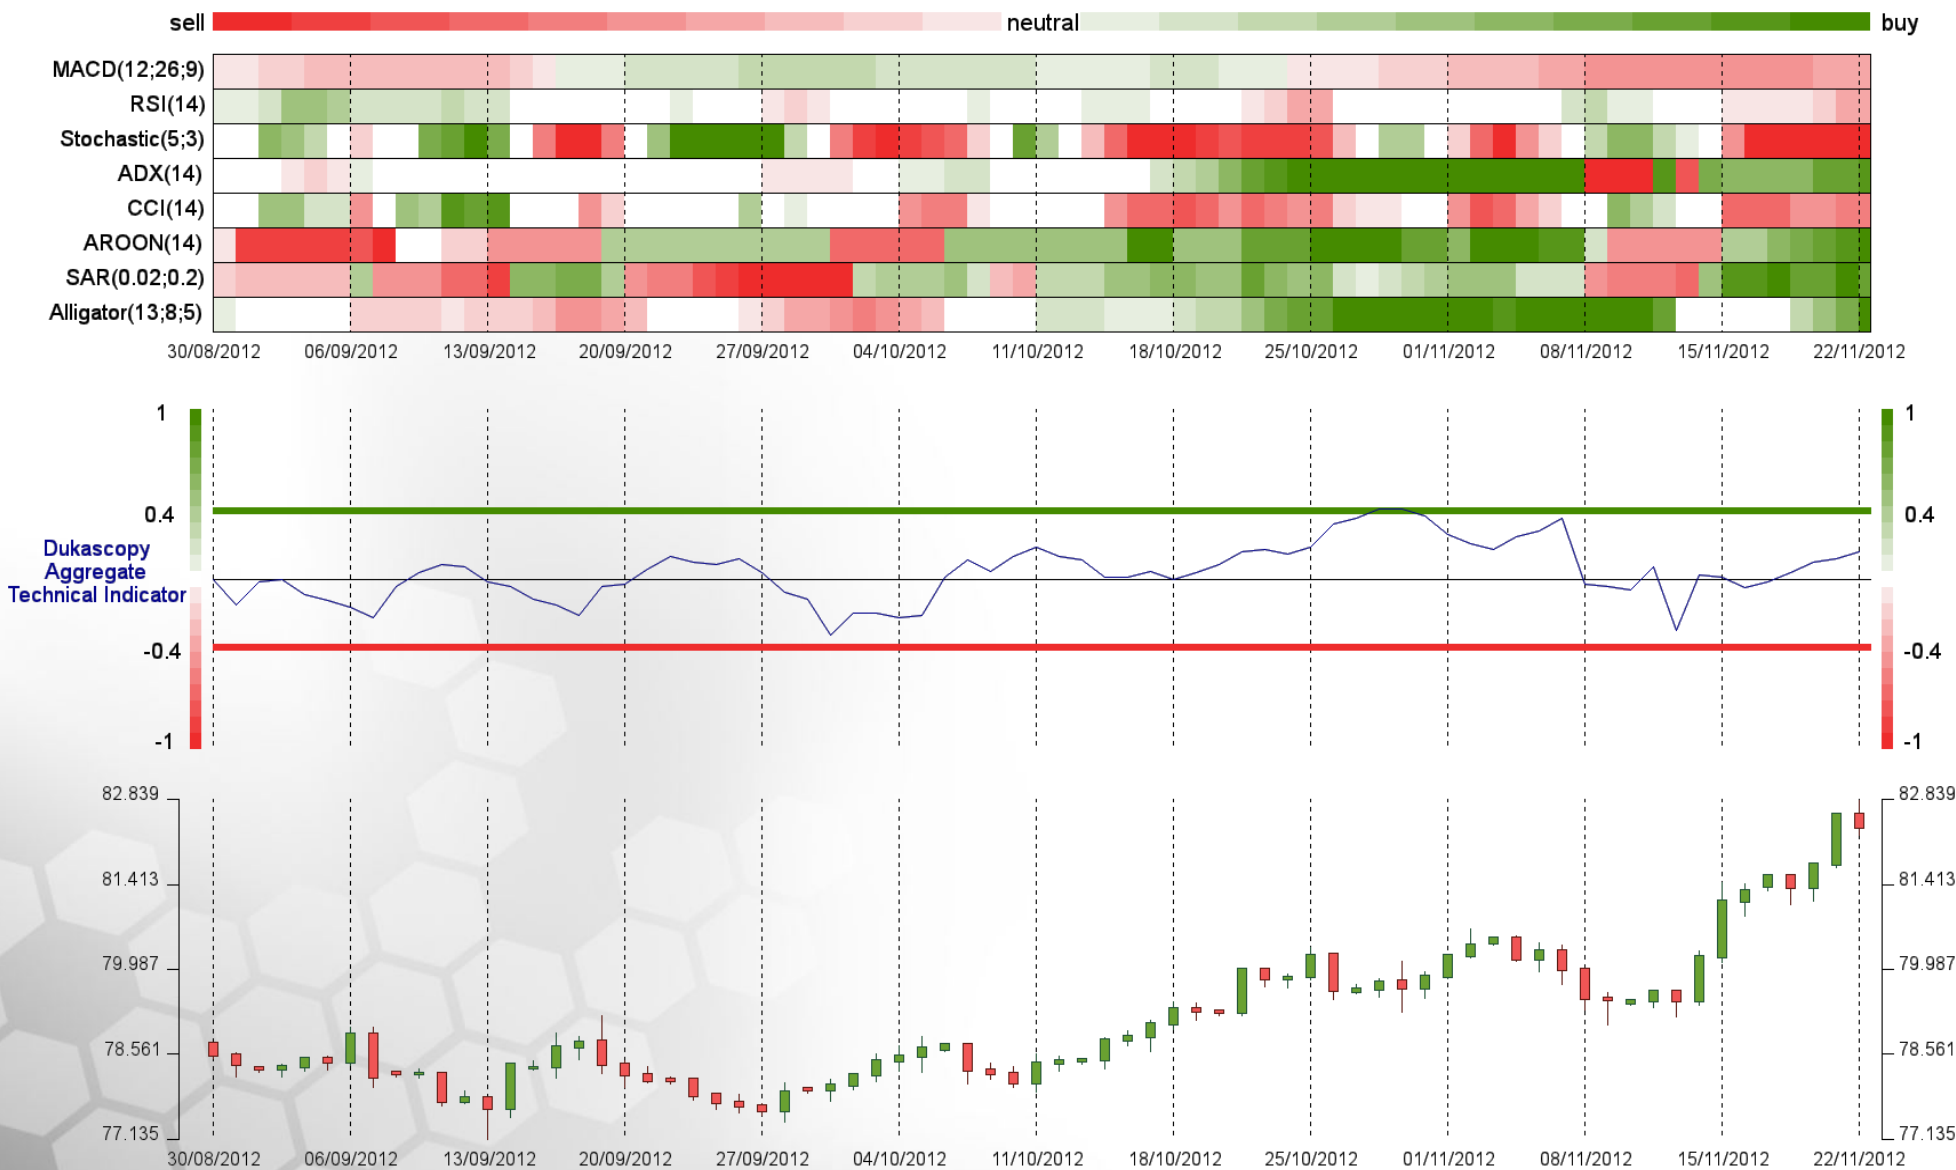 sell neutral buy
MACD(12;26;9)
RSI(14)
Stochastic(5;3)
ADX(14)
CCI(14)
AROON(14)
SAR(0.02;0.2)
Alligator(13;8;5)
30/08/2012 06/09/2012 13/09/2012 20/09/2012 27/09/2012 04/10/2012 11/10/2012 18/10/2012 25/10/2012 01/11/2012 08/11/2012 15/11/2012 22/11/2012
1 1
0.4 0.4
Dukascopy
Aggregate
Technical Indicator
-0.4 -0.4
-1 -1
82.839 82.839
81.413 81.413
79.987 79.987
78.561 78.561
77.135 77.135
30/08/2012 06/09/2012 13/09/2012 20/09/2012 27/09/2012 04/10/2012 11/10/2012 18/10/2012 25/10/2012 01/11/2012 08/11/2012 15/11/2012 22/11/2012